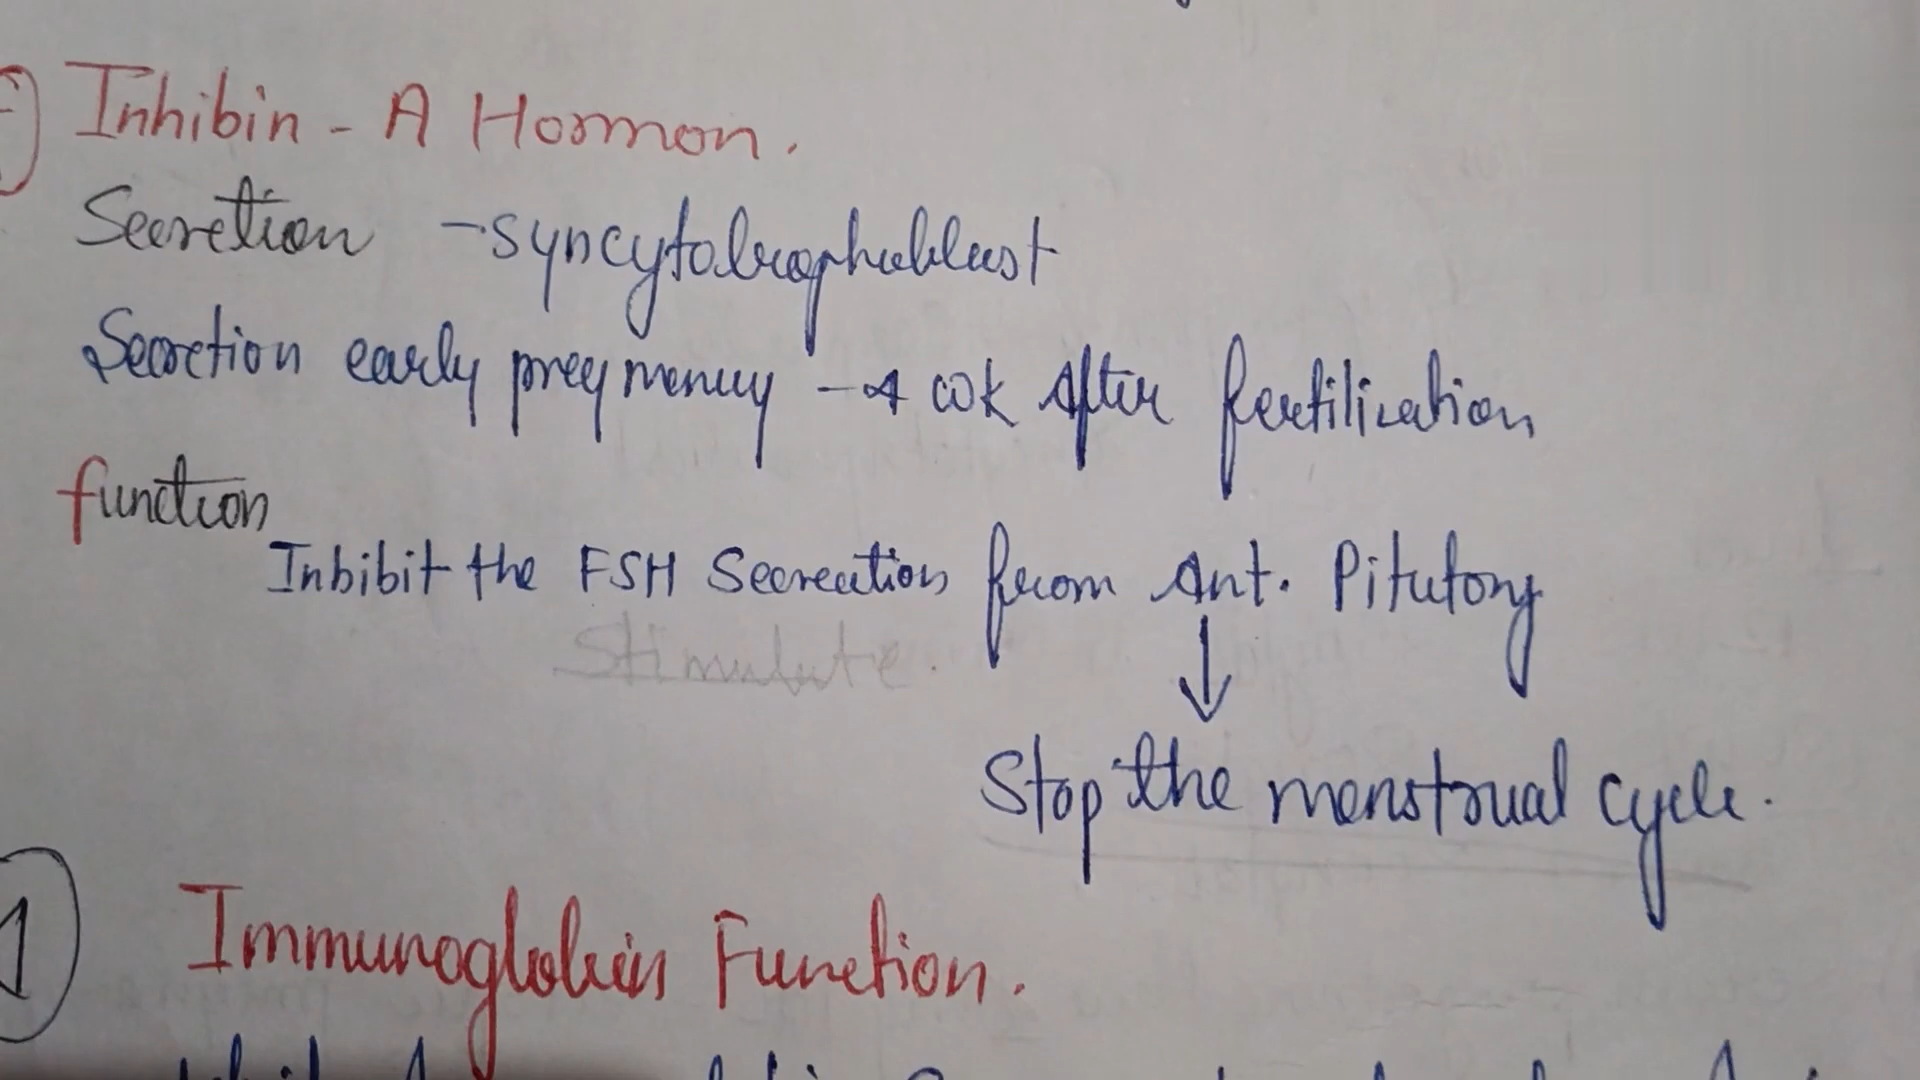 Inhibin - A Hormon.
Secretion - syncytotrophoblast
Secretion early pregnency - 4 wk After fertilization
function
Inhibit the FSH Secreation from Ant. Pitutory
Stimulate.
↓
Stop the menstrual cycle.
1 Immunoglobin Function.